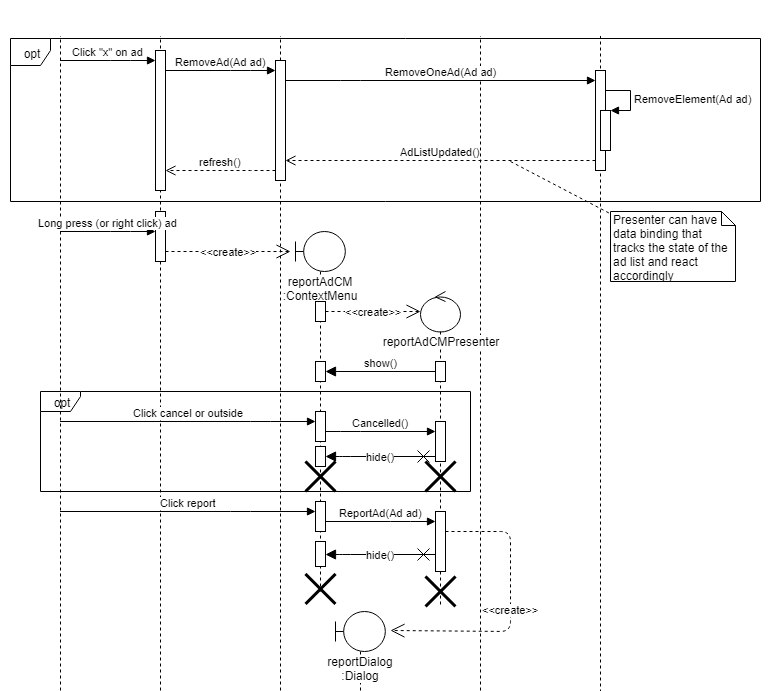 opt
Click "x" on ad
RemoveAd(Ad ad)
RemoveOneAd(Ad ad)
RemoveElement(Ad ad)
AdListUpdated()
refresh()
Long press (or right click) ad
Presenter can have
data binding that
tracks the state of the
ad list and react
accordingly
<<create>>
reportAdCM
:ContextMenu
<<create>>
reportAdCMPresenter
show()
opt
Click cancel or outside
Cancelled()
hide()
Click report
ReportAd(Ad ad)
hide()
<<create>>
reportDialog
:Dialog